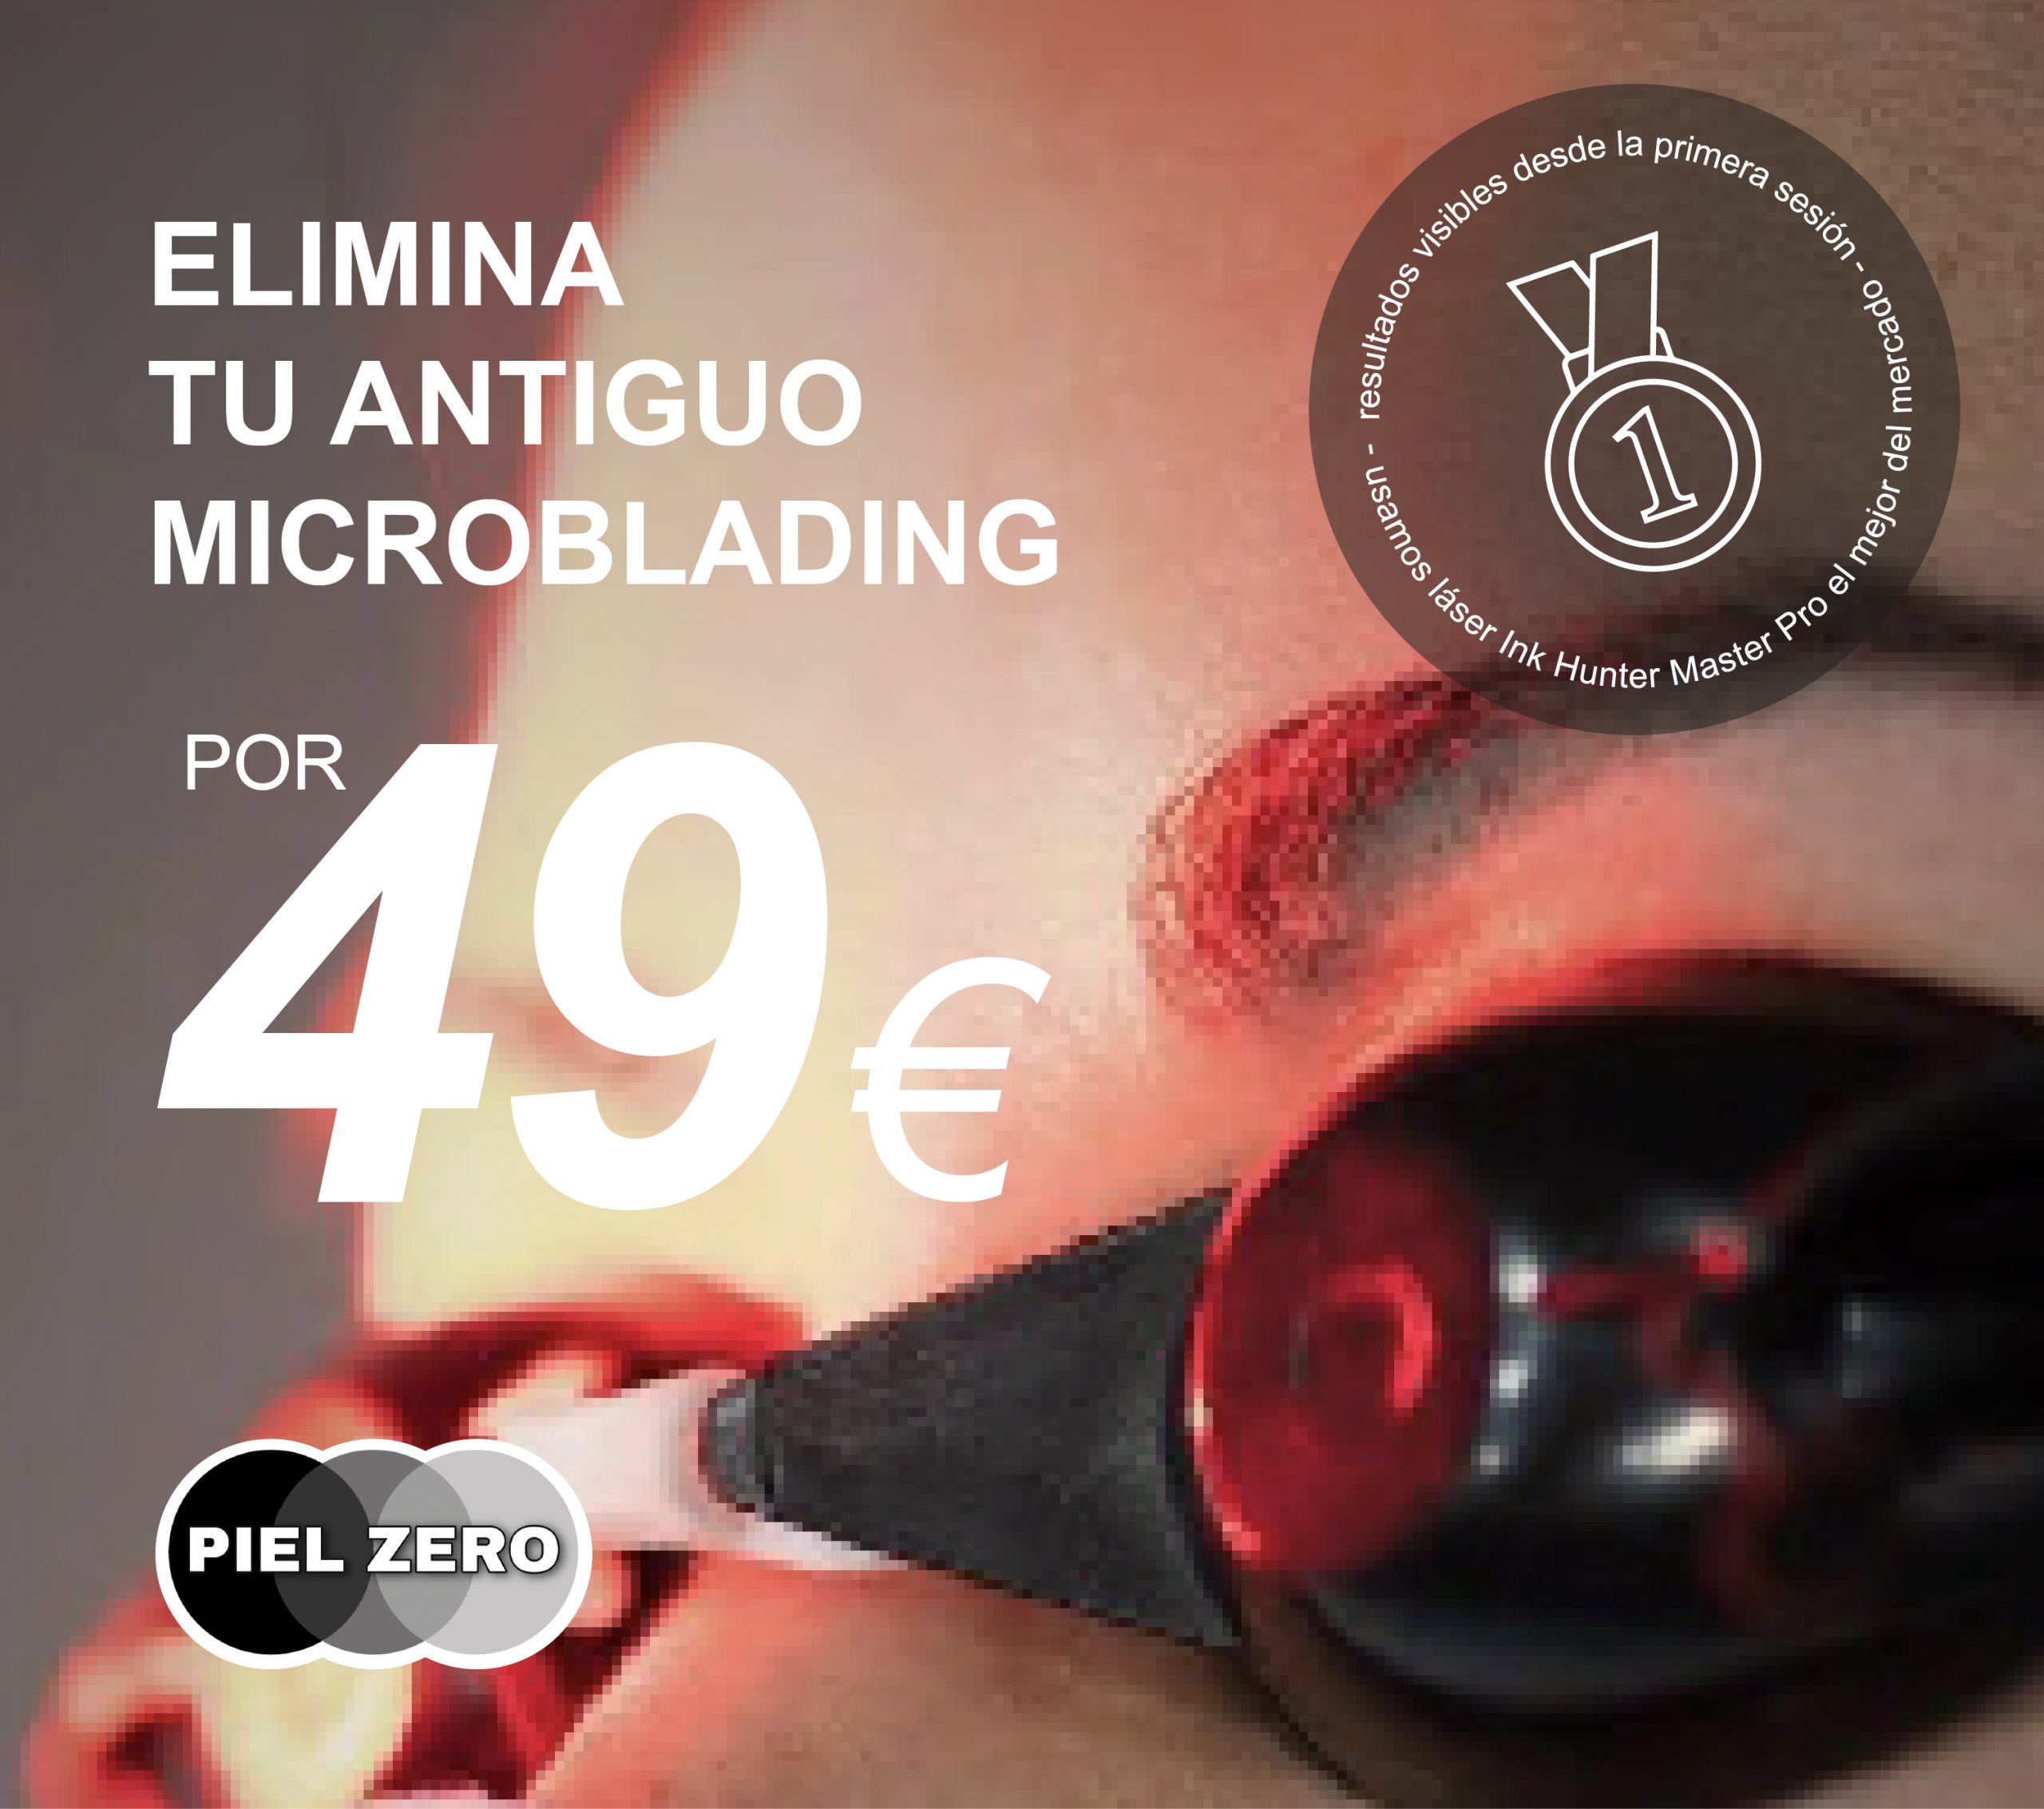 ELIMINA
TU ANTIGUO
MICROBLADING
POR
49€
resultados visibles desde la primera sesión -
usamos láser Ink Hunter Master Pro el mejor del mercado -
1
PIEL ZERO